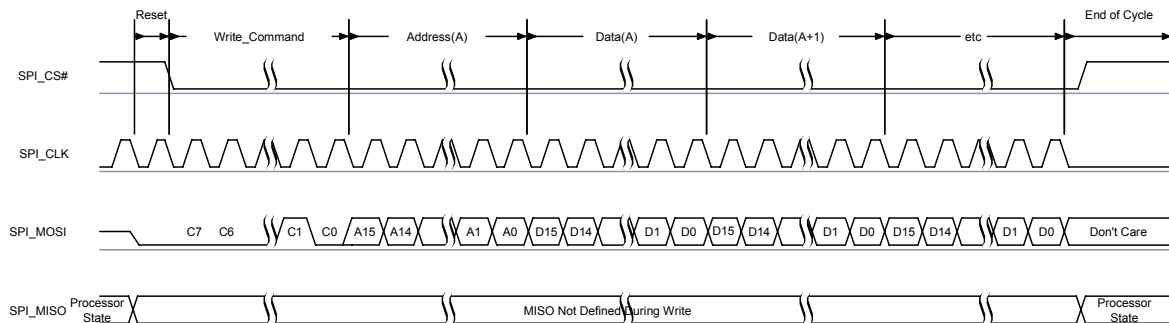 Reset
Write_Command
Address(A)
Data(A)
Data(A+1)
etc
End of Cycle
SPI_CS#
SPI_CLK
SPI_MOSI
C7 C6 C1 C0 A15 A14 A1 A0 D15 D14 D1 D0 D15 D14 D1 D0 D15 D14 D1 D0 Don't Care
SPI_MISO
Processor
State
MISO Not Defined During Write
Processor
State